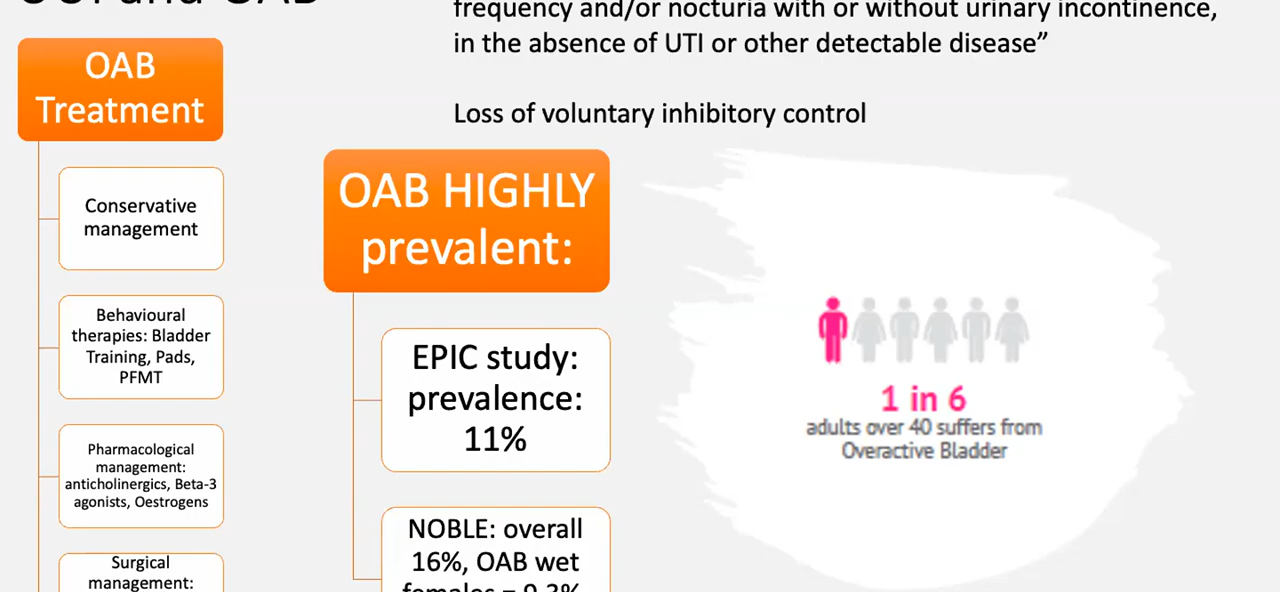 frequency and/or nocturia with or without urinary incontinence,
in the absence of UTI or other detectable disease”
Loss of voluntary inhibitory control
OAB
Treatment
Conservative
management
Behavioural
therapies: Bladder
Training, Pads,
PFMT
Pharmacological
management:
anticholinergics, Beta-3
agonists, Oestrogens
Surgical
management:
OAB HIGHLY
prevalent:
EPIC study:
prevalence:
11%
NOBLE: overall
16%, OAB wet
females = 9.3%
1 in 6
adults over 40 suffers from
Overactive Bladder